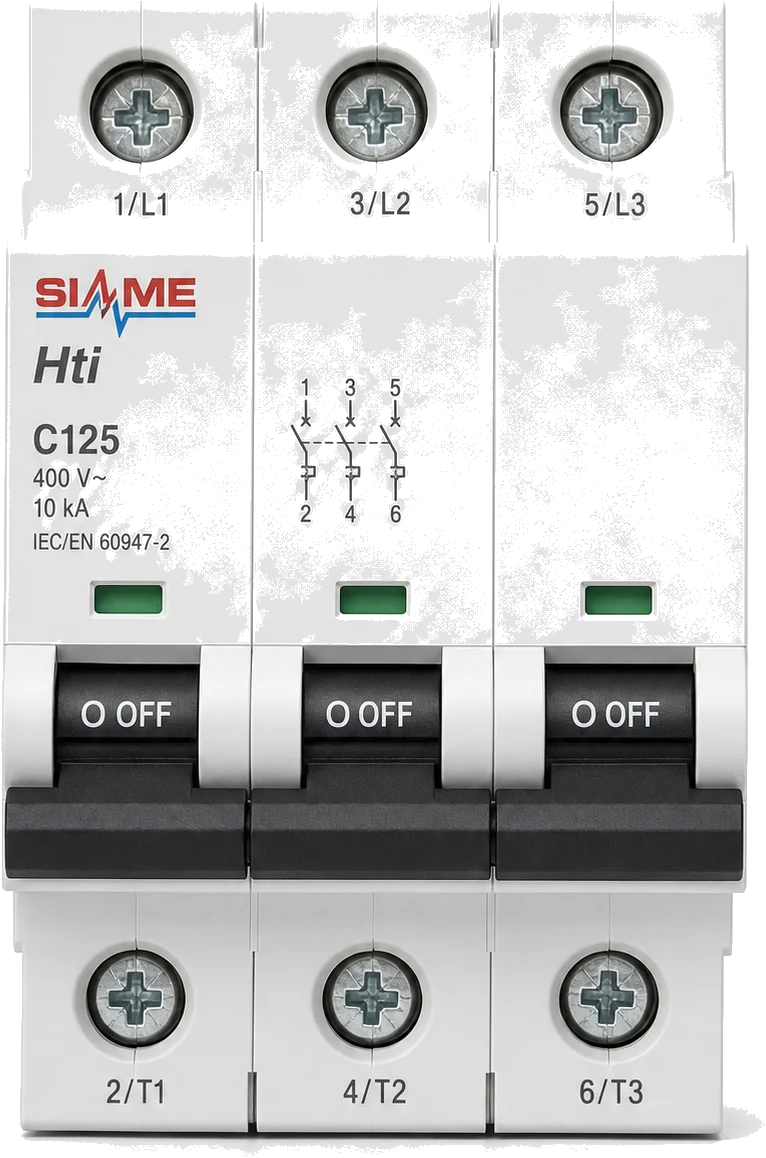 1/L1 3/L2 5/L3
SIAME
Hti
C125
400 V~
10 kA
IEC/EN 60947-2
1 3 5
2 4 6
O OFF O OFF O OFF
2/T1 4/T2 6/T3